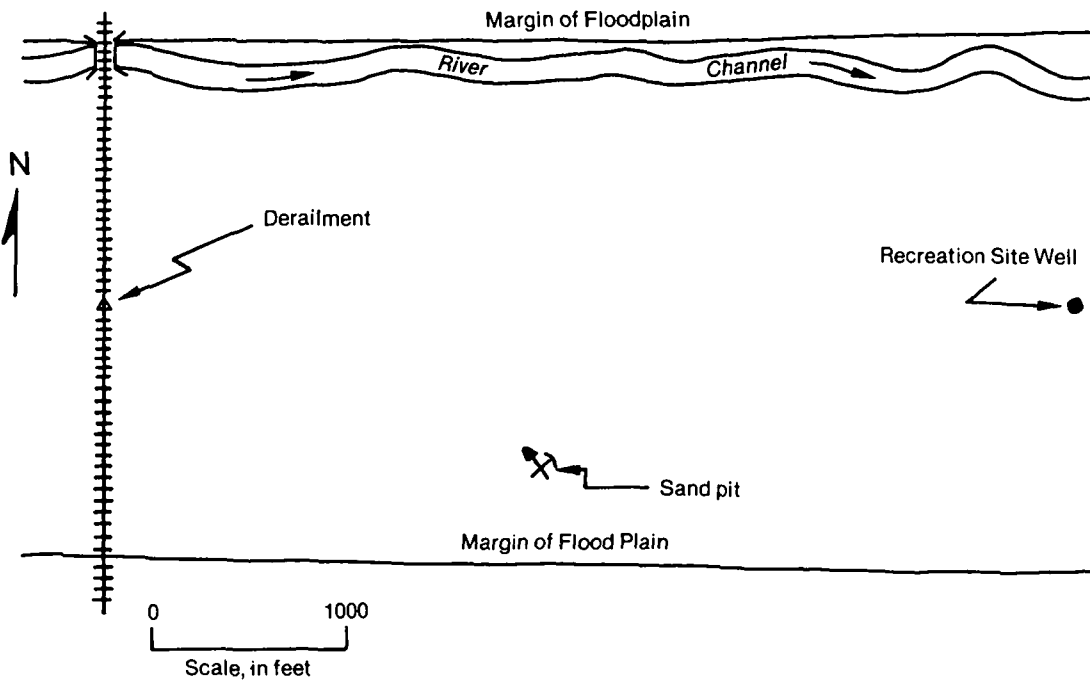 Margin of Floodplain
River
Channel
N
Derailment
Recreation Site Well
Sand pit
Margin of Flood Plain
0 1000
Scale, in feet